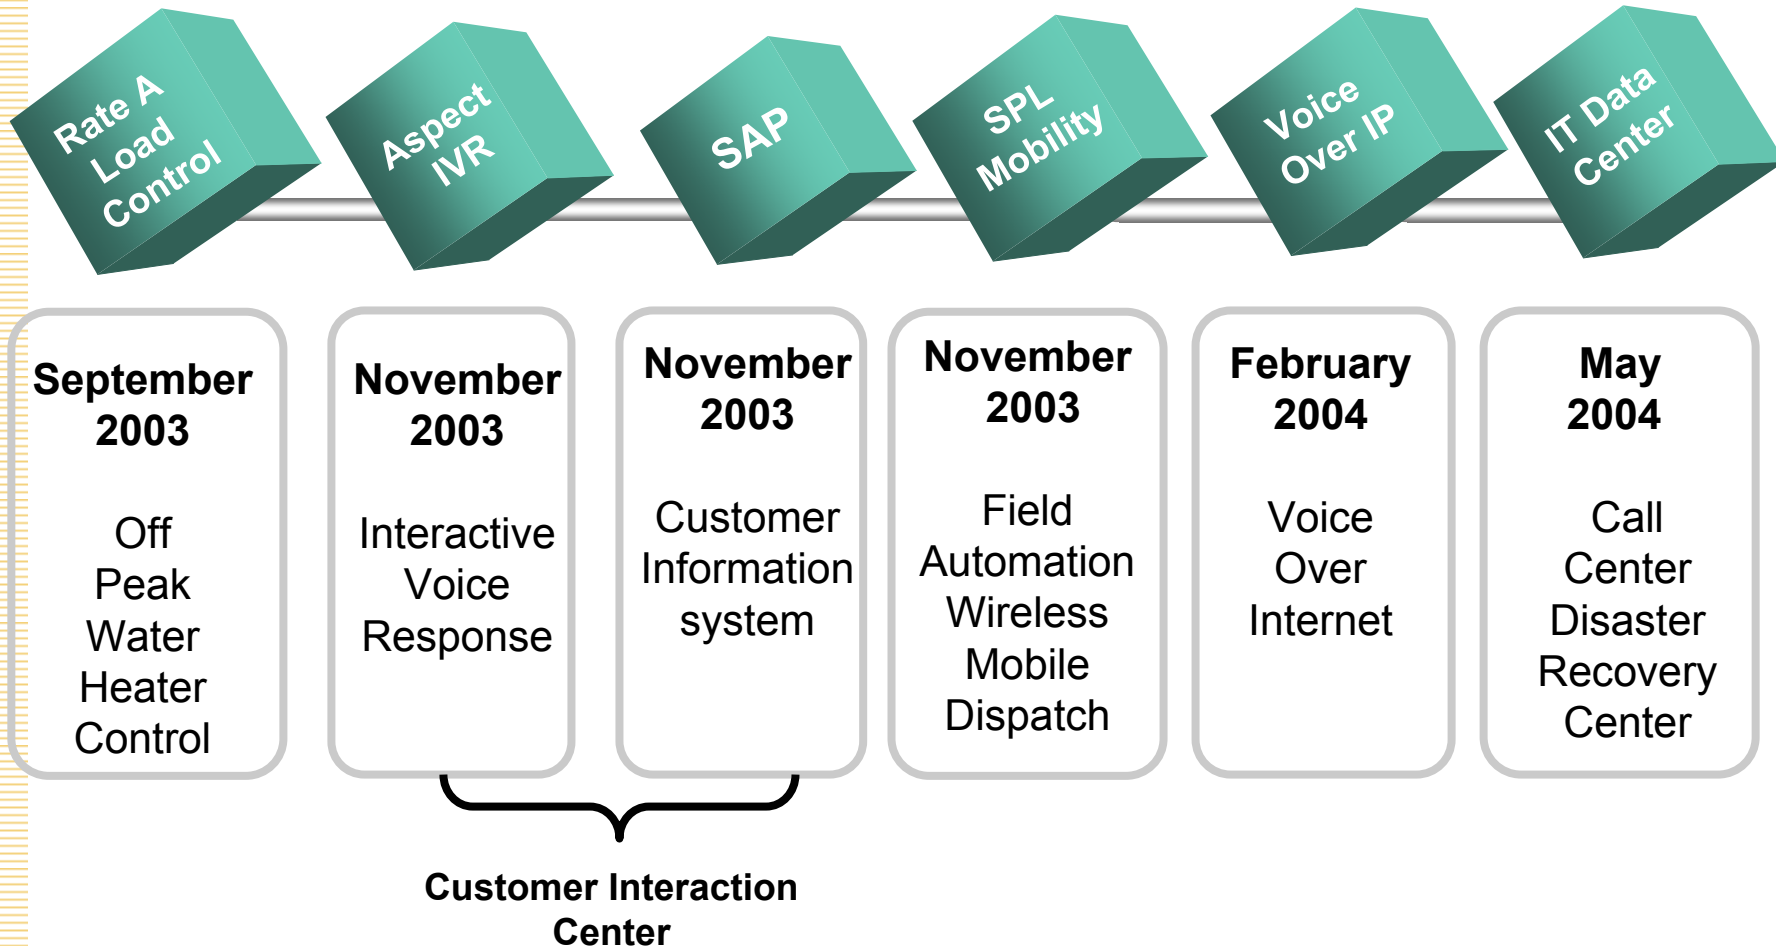 Rate A
Load
Control
Aspect
IVR
SAP
SPL
Mobility
Voice
Over IP
IT Data
Center
September
2003
Off
Peak
Water
Heater
Control
November
2003
Interactive
Voice
Response
November
2003
Customer
Information
system
November
2003
Field
Automation
Wireless
Mobile
Dispatch
February
2004
Voice
Over
Internet
May
2004
Call
Center
Disaster
Recovery
Center
Customer Interaction
Center